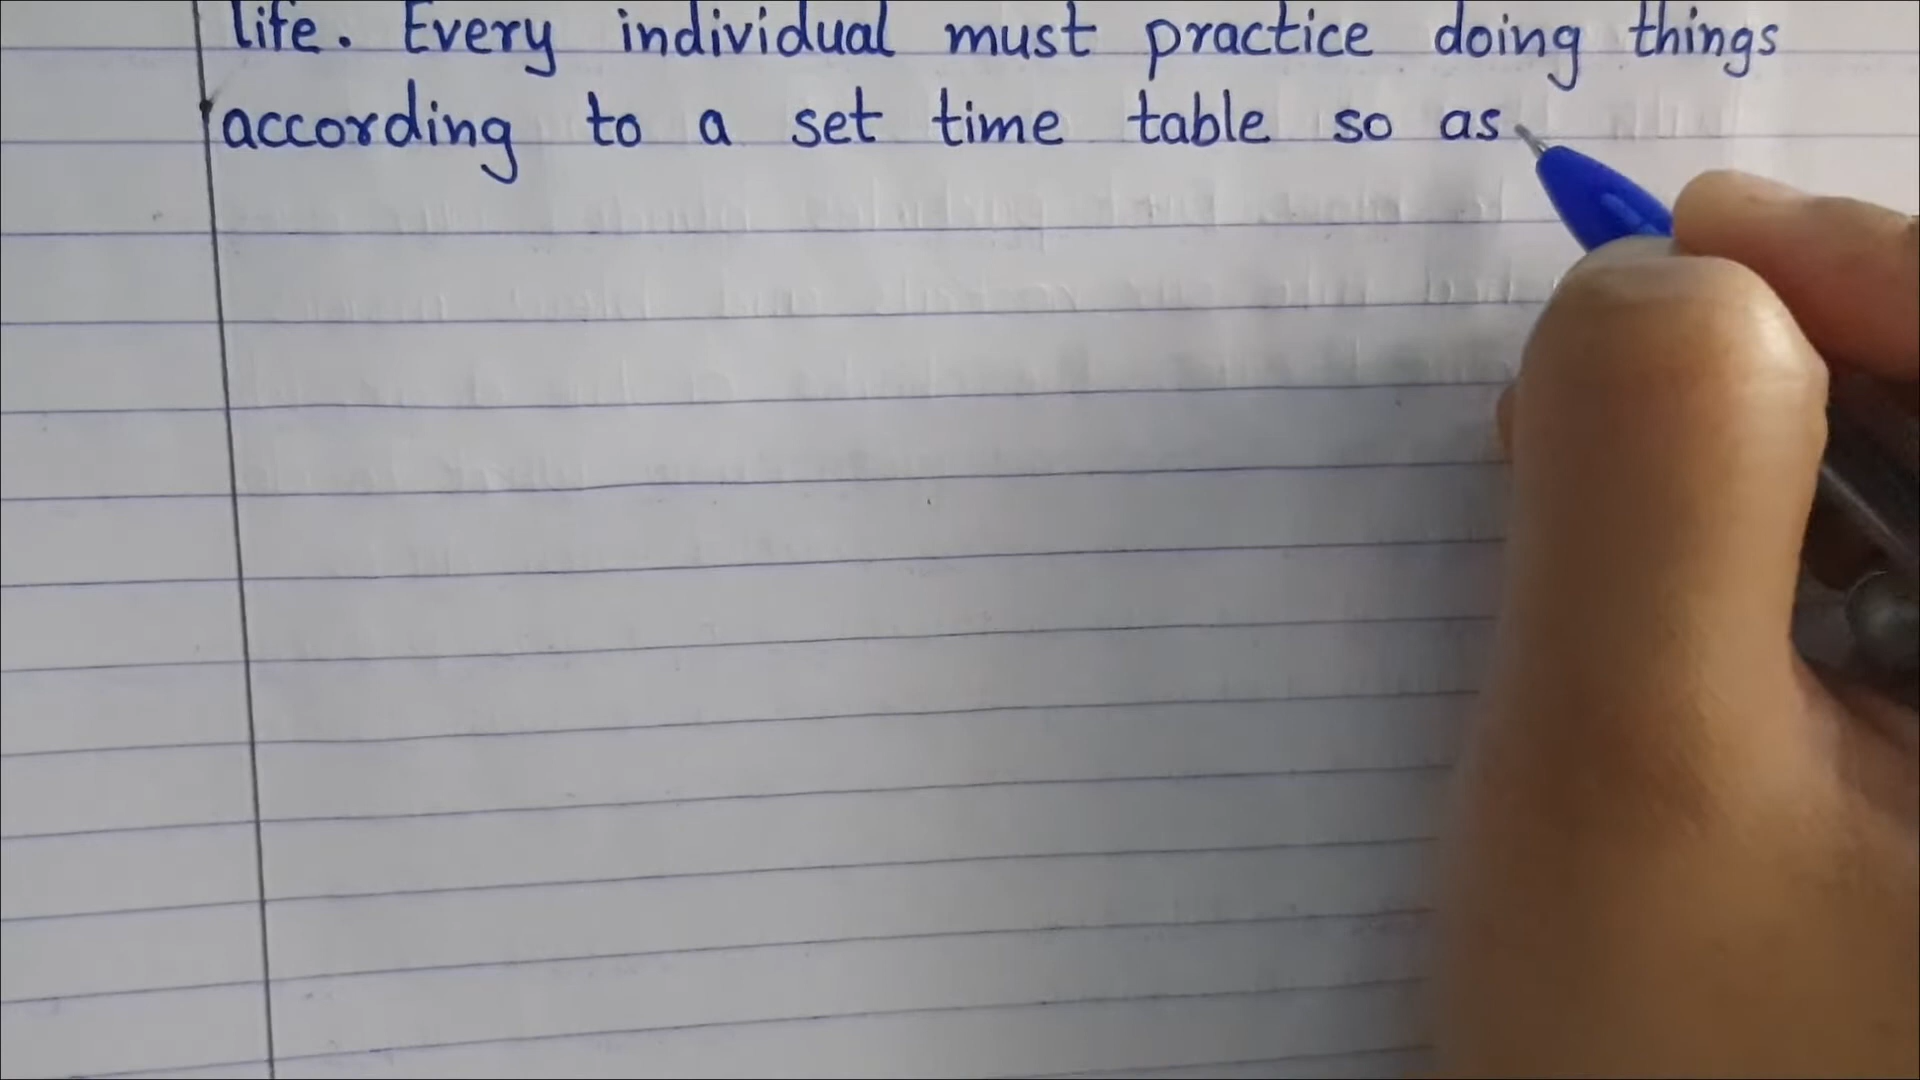 life. Every individual must practice doing things
according to a set time table so as